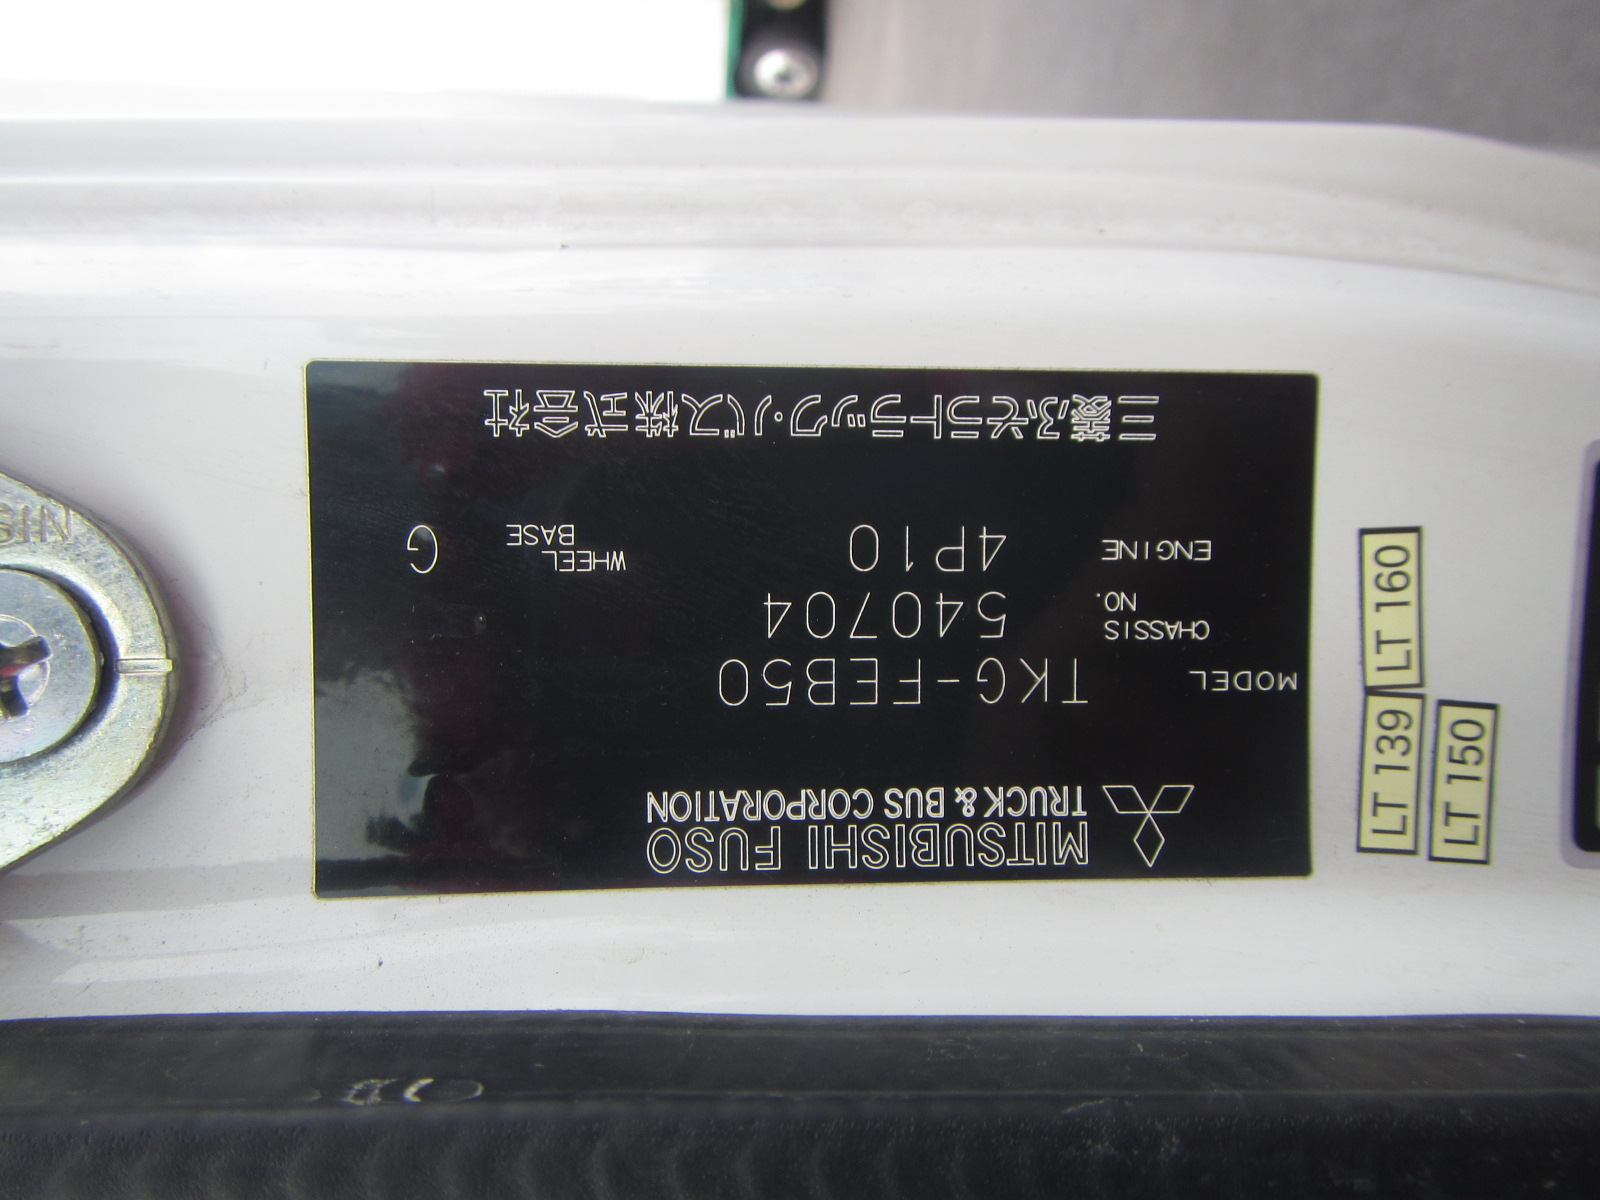 MITSUBISHI FUSO
TRUCK & BUS CORPORATION
MODEL TKG-FEB50
CHASSIS NO. 540704
ENGINE 4P10 WHEEL BASE G
三菱ふそうトラック・バス株式会社
LT 139
LT 160
LT 150